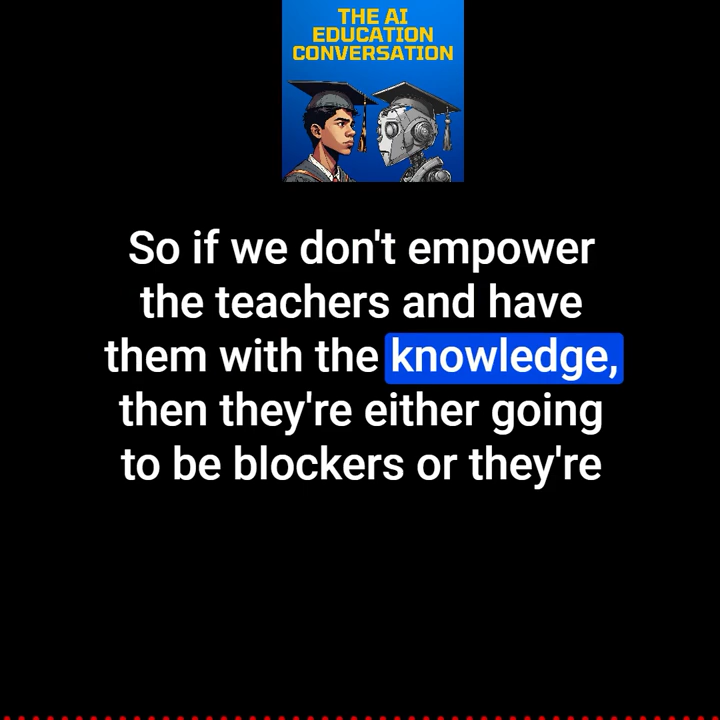 THE AI
EDUCATION
CONVERSATION
So if we don't empower
the teachers and have
them with the knowledge,
then they're either going
to be blockers or they're